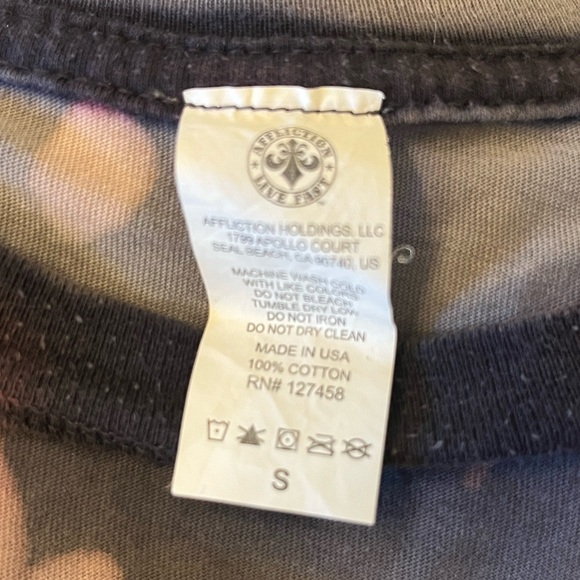 AFFLICTION
LIVE FAST
AFFLICTION HOLDINGS, LLC
1799 APOLLO COURT
SEAL BEACH, CA 90740, US
MACHINE WASH COLD
WITH LIKE COLORS
DO NOT BLEACH
TUMBLE DRY LOW
DO NOT IRON
DO NOT DRY CLEAN
MADE IN USA
100% COTTON
RN# 127458
S